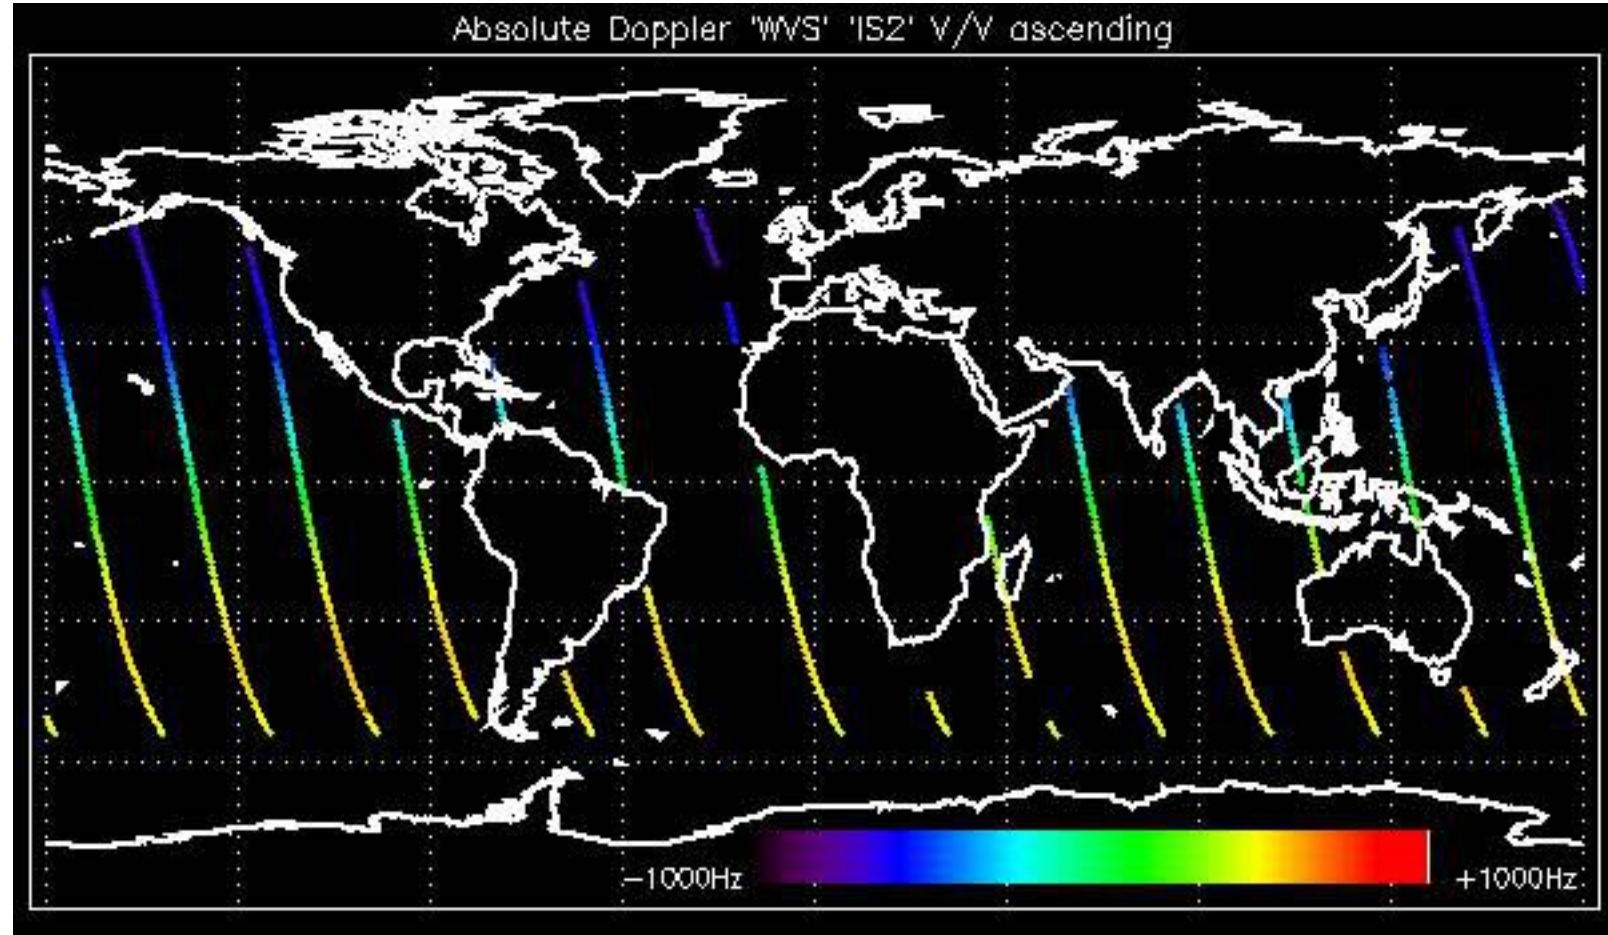 Absolute Doppler 'WVS' 'IS2' V/V ascending
−1000Hz
+1000Hz